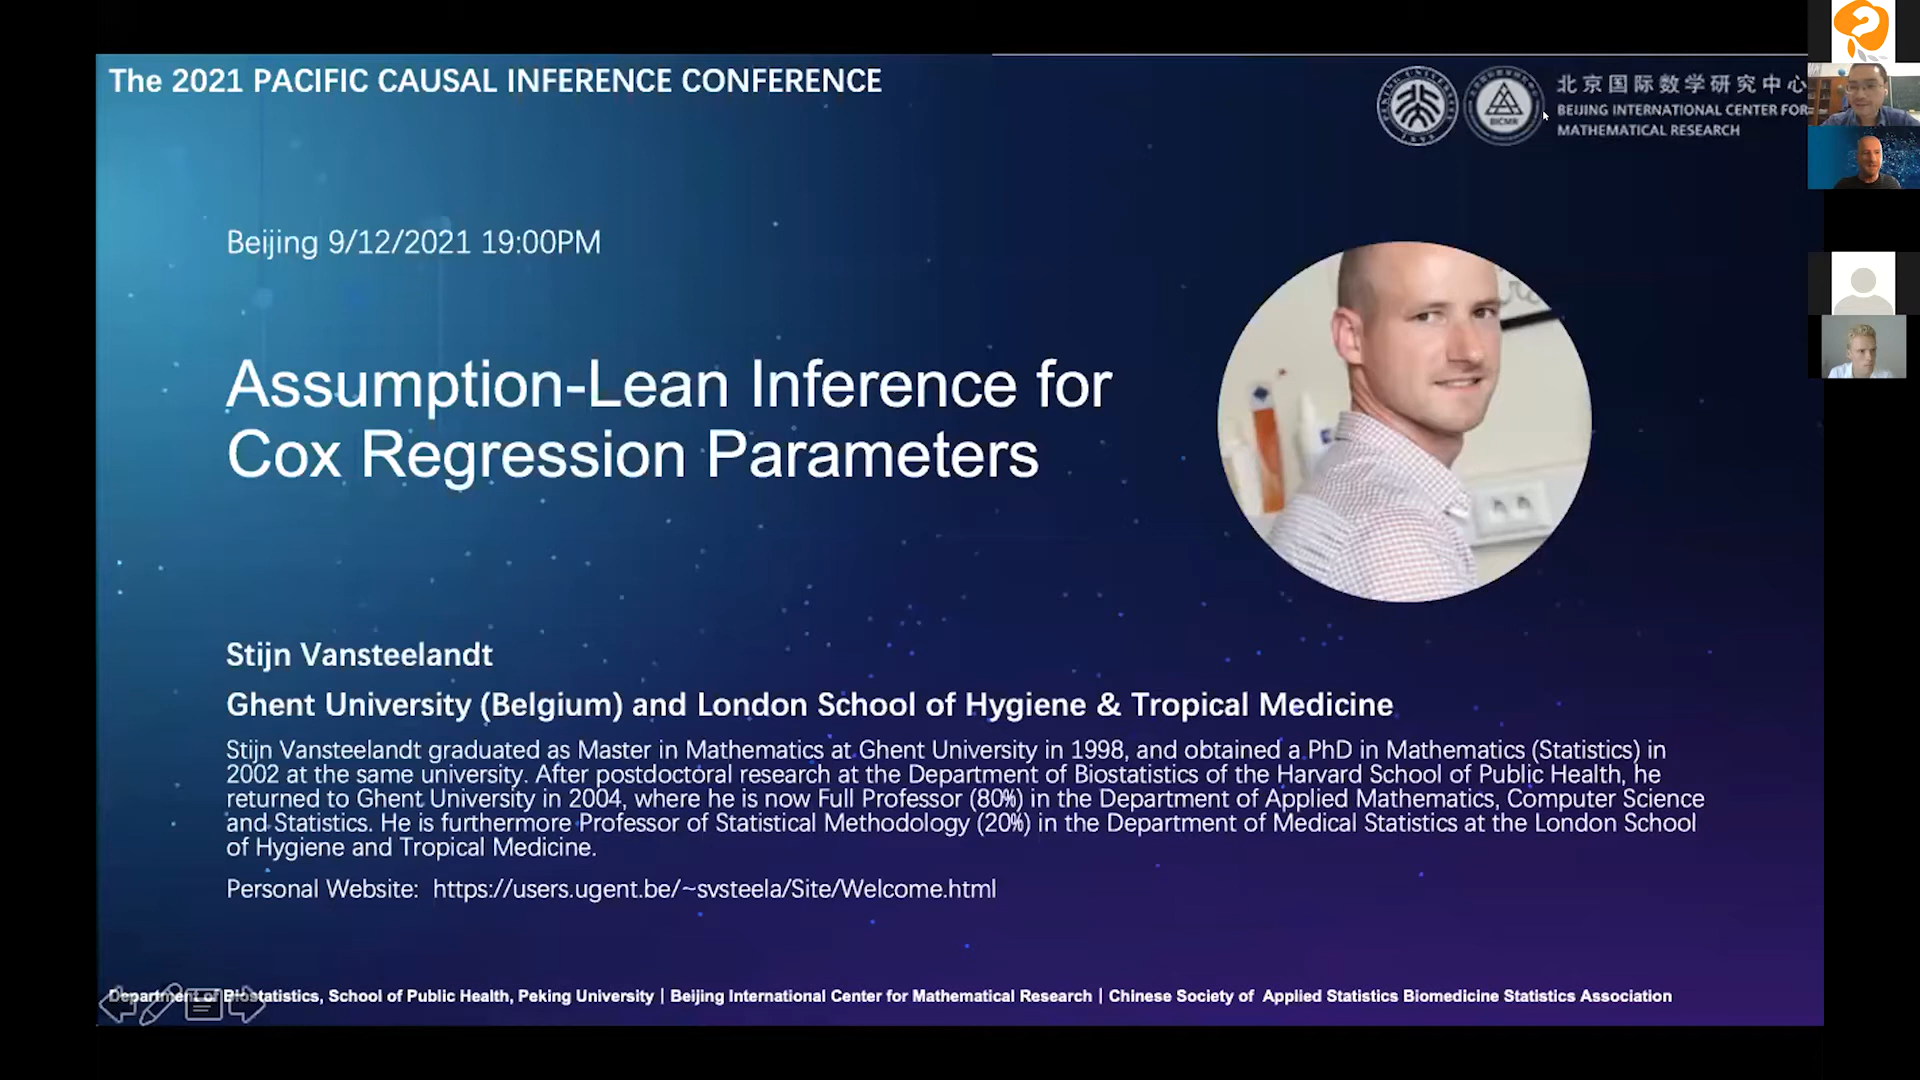 The 2021 PACIFIC CAUSAL INFERENCE CONFERENCE
北京国际数学研究中心
BEIJING INTERNATIONAL CENTER FOR
MATHEMATICAL RESEARCH
BICMR
Beijing 9/12/2021 19:00PM
Assumption-Lean Inference for
Cox Regression Parameters
Stijn Vansteelandt
Ghent University (Belgium) and London School of Hygiene & Tropical Medicine
Stijn Vansteelandt graduated as Master in Mathematics at Ghent University in 1998, and obtained a PhD in Mathematics (Statistics) in
2002 at the same university. After postdoctoral research at the Department of Biostatistics of the Harvard School of Public Health, he
returned to Ghent University in 2004, where he is now Full Professor (80%) in the Department of Applied Mathematics, Computer Science
and Statistics. He is furthermore Professor of Statistical Methodology (20%) in the Department of Medical Statistics at the London School
of Hygiene and Tropical Medicine.
Personal Website: https://users.ugent.be/~svsteela/Site/Welcome.html
Department of Biostatistics, School of Public Health, Peking University | Beijing International Center for Mathematical Research | Chinese Society of Applied Statistics Biomedicine Statistics Association